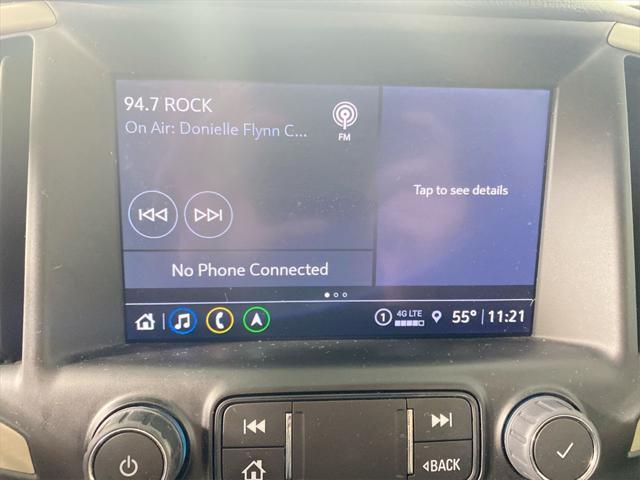 94.7 ROCK
On Air: Donielle Flynn C...
FM
Tap to see details
No Phone Connected
1 4G LTE 55° 11:21
BACK